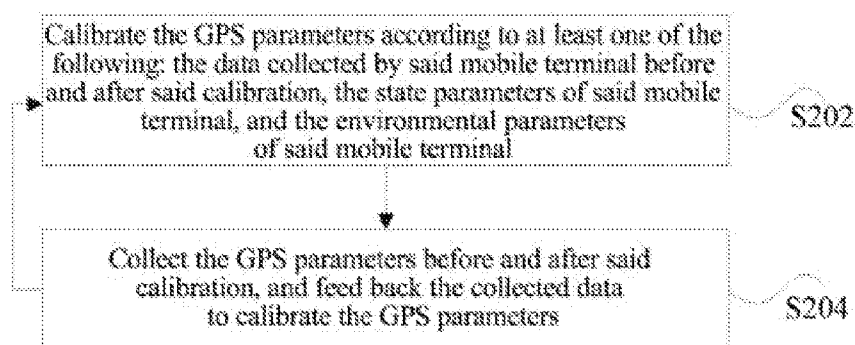 Calibrate the GPS parameters according to at least one of the
following: the data collected by said mobile terminal before
and after said calibration, the state parameters of said mobile
terminal, and the environmental parameters
of said mobile terminal
S202
Collect the GPS parameters before and after said
calibration, and feed back the collected data
to calibrate the GPS parameters
S204